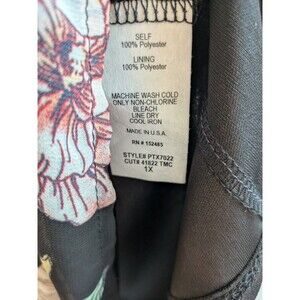 SELF
100% Polyester
LINING
100% Polyester
MACHINE WASH COLD
ONLY NON-CHLORINE
BLEACH
LINE DRY
COOL IRON
MADE IN U.S.A.
RN # 152485
STYLE# PTX7022
CUT# 41822 TMC
1X